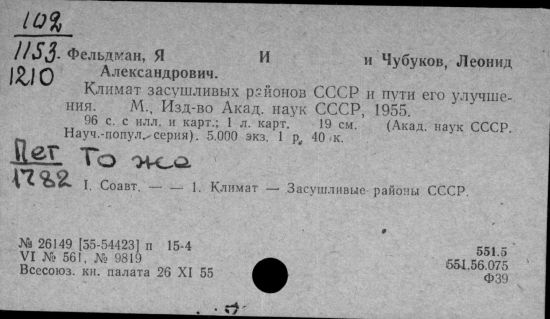 102
1153
1210
Фельдман, Я И и Чубуков, Леонид
Александрович.
Климат засушливых районов СССР и пути его улучше-
ния. М., Изд-во Акад. наук СССР, 1955.
96 с. с илл. и карт.; 1 л. карт. 19 см. (Акад. наук СССР.
Науч.-попул. серия). 5.000 экз. 1 р. 40 к.
Пет То же
1782
I. Соавт. — — 1. Климат — Засушливые районы СССР.
№ 26149 [55-54423] п 15-4
VI № 561, № 9819
Всесоюз. кн. палата 26 XI 55
551.5
551.56.075
Ф39